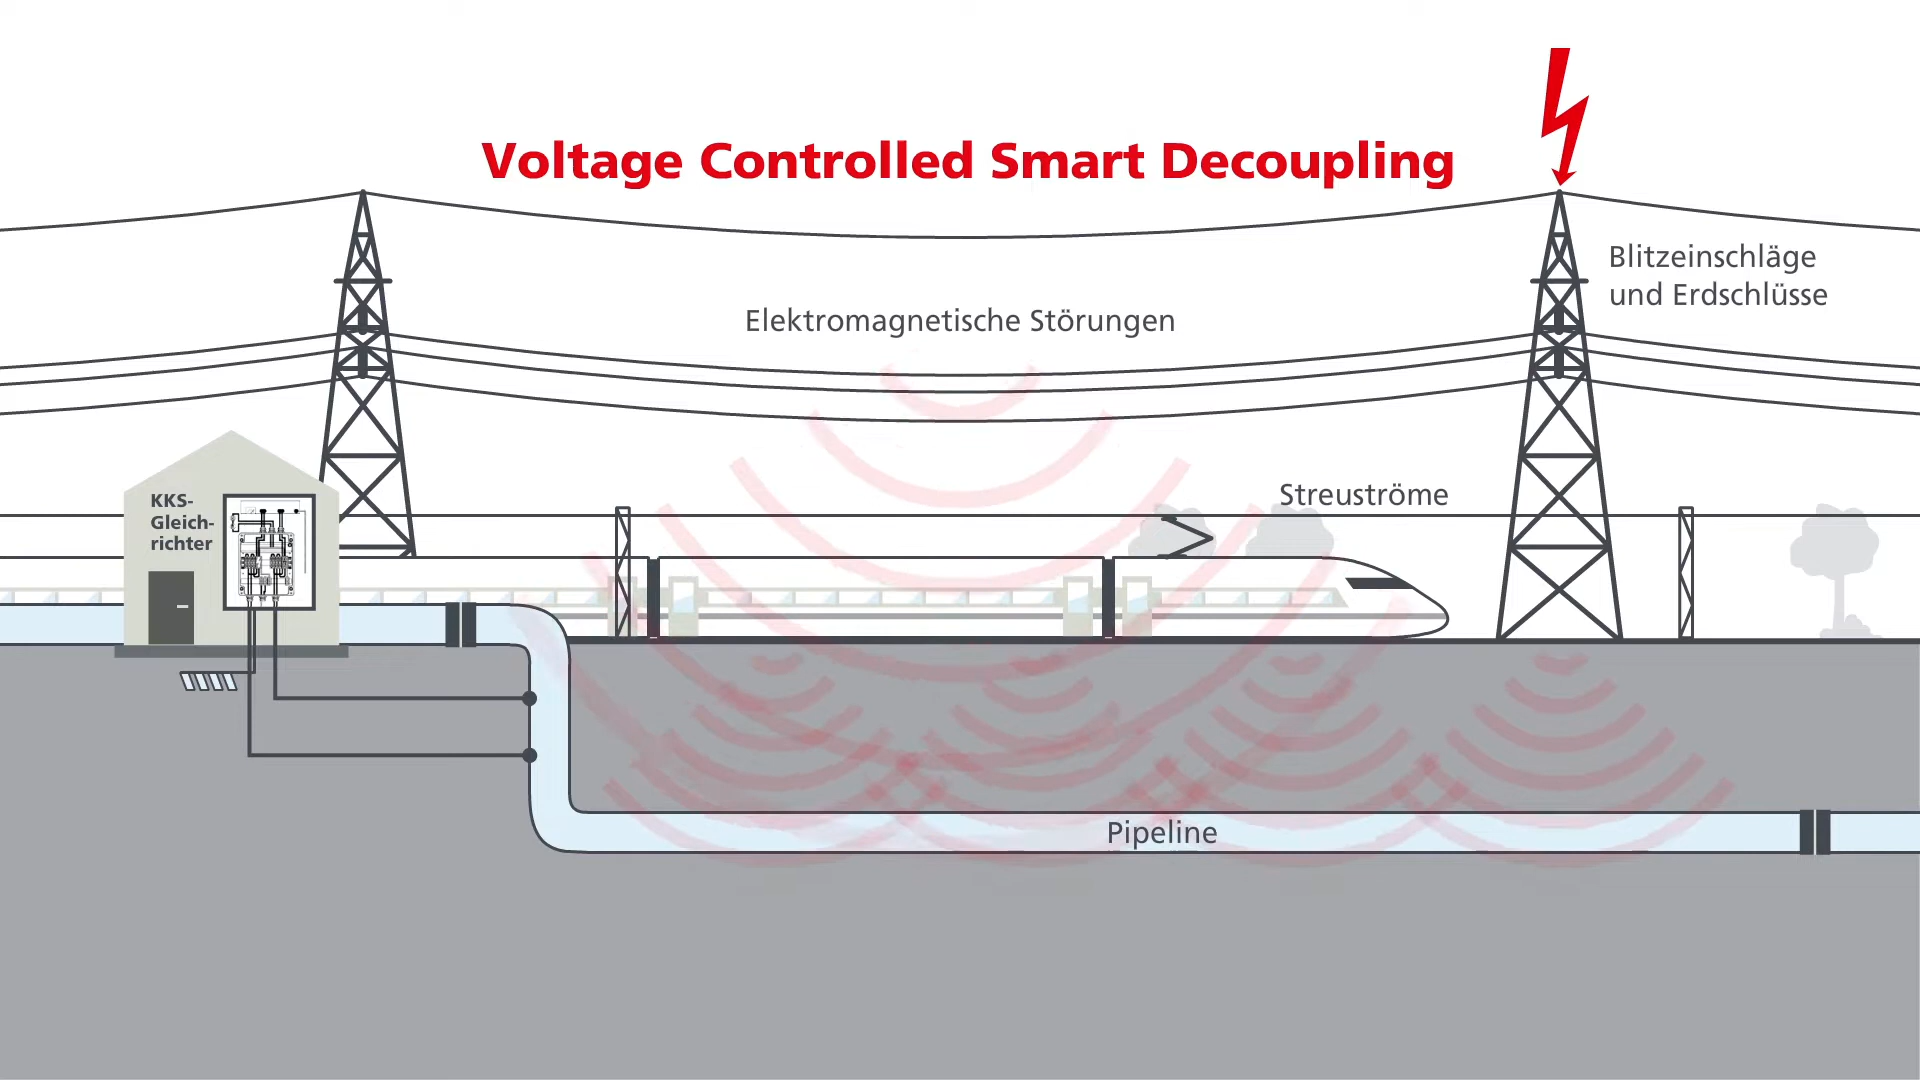 Voltage Controlled Smart Decoupling
Blitzeinschläge
und Erdschlüsse
Elektromagnetische Störungen
Streuströme
KKS-
Gleich-
richter
Pipeline